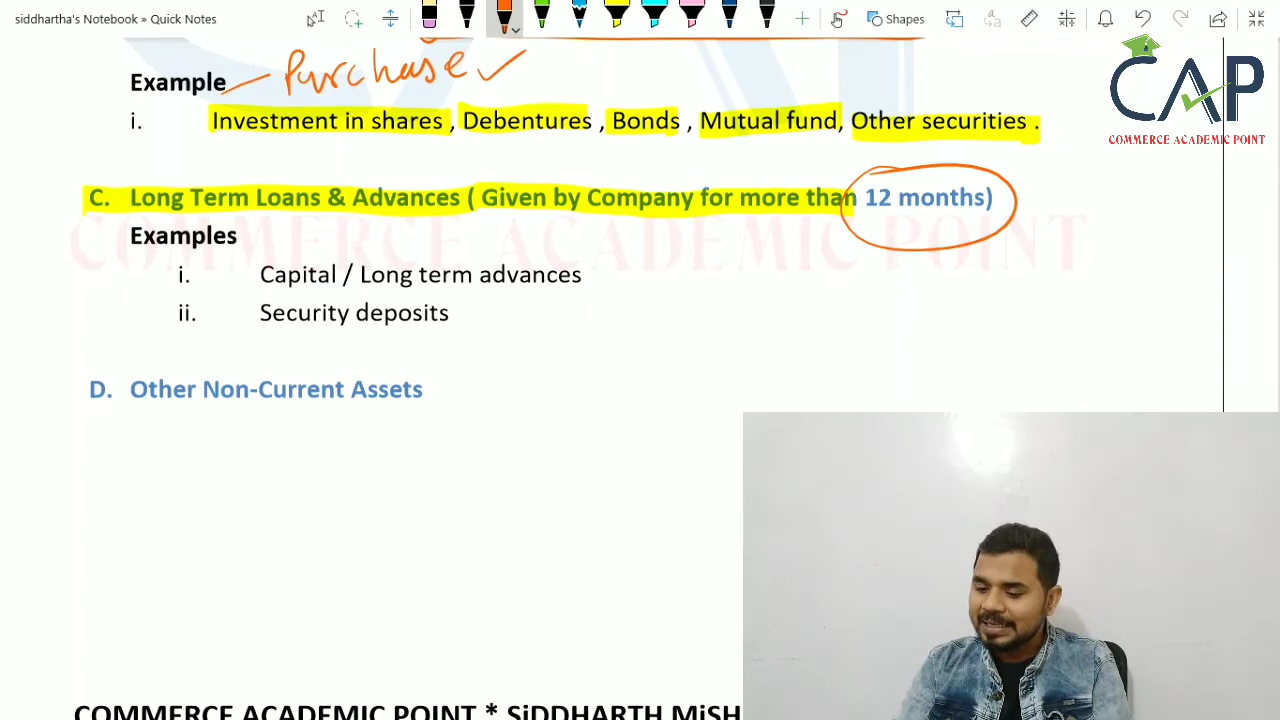 siddhartha's Notebook » Quick Notes
Shapes
Example Purchase
i. Investment in shares , Debentures , Bonds , Mutual fund, Other securities .
CAP
COMMERCE ACADEMIC POINT
C. Long Term Loans & Advances ( Given by Company for more than 12 months)
COMMERCE ACADEMIC POINT
Examples
i. Capital / Long term advances
ii. Security deposits
D. Other Non-Current Assets
COMMERCE ACADEMIC POINT * SiDDHARTH MiSH